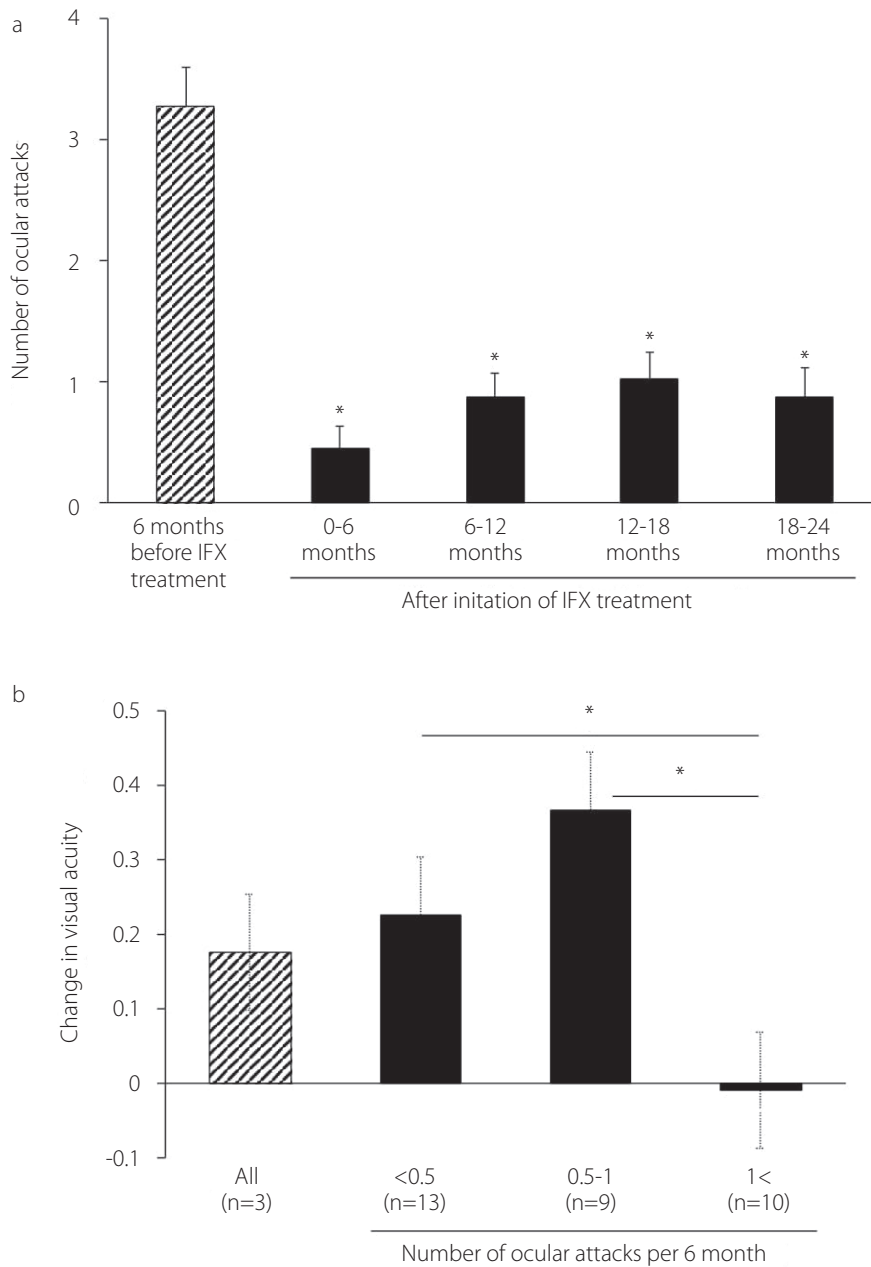 a
Number of ocular attacks
4
3
2
1
0
*
*
*
*
6 months
before IFX
treatment
0-6
months
6-12
months
12-18
months
18-24
months
After initation of IFX treatment
b
Change in visual acuity
0.5
0.4
0.3
0.2
0.1
0
-0.1
*
*
All
(n=3)
<0.5
(n=13)
0.5-1
(n=9)
1<
(n=10)
Number of ocular attacks per 6 month